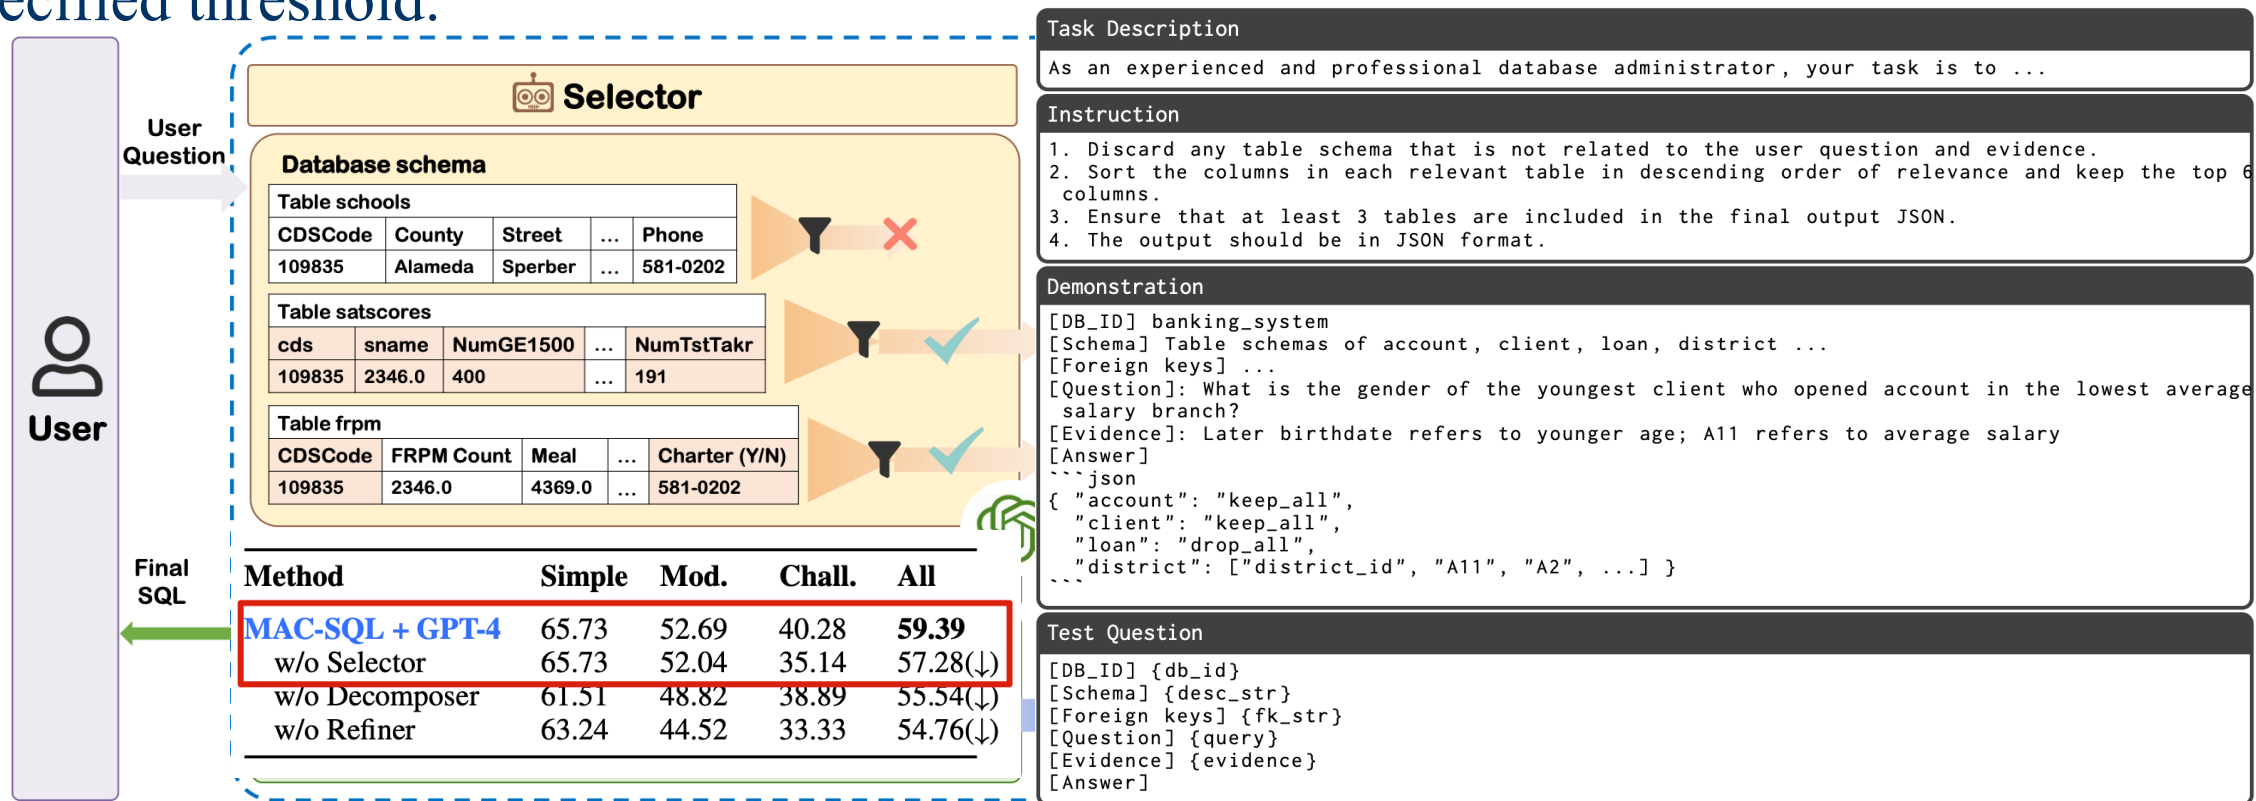 ecified threshold.
User
User
Question
Final
SQL
Selector
Database schema
Table schools
CDSCode County Street ... Phone
109835 Alameda Sperber ... 581-0202
Table satscores
cds sname NumGE1500 ... NumTstTakr
109835 2346.0 400 ... 191
Table frpm
CDSCode FRPM Count Meal ... Charter (Y/N)
109835 2346.0 4369.0 ... 581-0202
Method Simple Mod. Chall. All
MAC-SQL + GPT-4 65.73 52.69 40.28 59.39
w/o Selector 65.73 52.04 35.14 57.28(↓)
w/o Decomposer 61.51 48.82 38.89 55.54(↓)
w/o Refiner 63.24 44.52 33.33 54.76(↓)
Task Description
As an experienced and professional database administrator, your task is to ...
Instruction
1. Discard any table schema that is not related to the user question and evidence.
2. Sort the columns in each relevant table in descending order of relevance and keep the top 6
columns.
3. Ensure that at least 3 tables are included in the final output JSON.
4. The output should be in JSON format.
Demonstration
[DB_ID] banking_system
[Schema] Table schemas of account, client, loan, district ...
[Foreign keys] ...
[Question]: What is the gender of the youngest client who opened account in the lowest average
salary branch?
[Evidence]: Later birthdate refers to younger age; A11 refers to average salary
[Answer]
```json
{ "account": "keep_all",
"client": "keep_all",
"loan": "drop_all",
"district": ["district_id", "A11", "A2", ...] }
```
Test Question
[DB_ID] {db_id}
[Schema] {desc_str}
[Foreign keys] {fk_str}
[Question] {query}
[Evidence] {evidence}
[Answer]